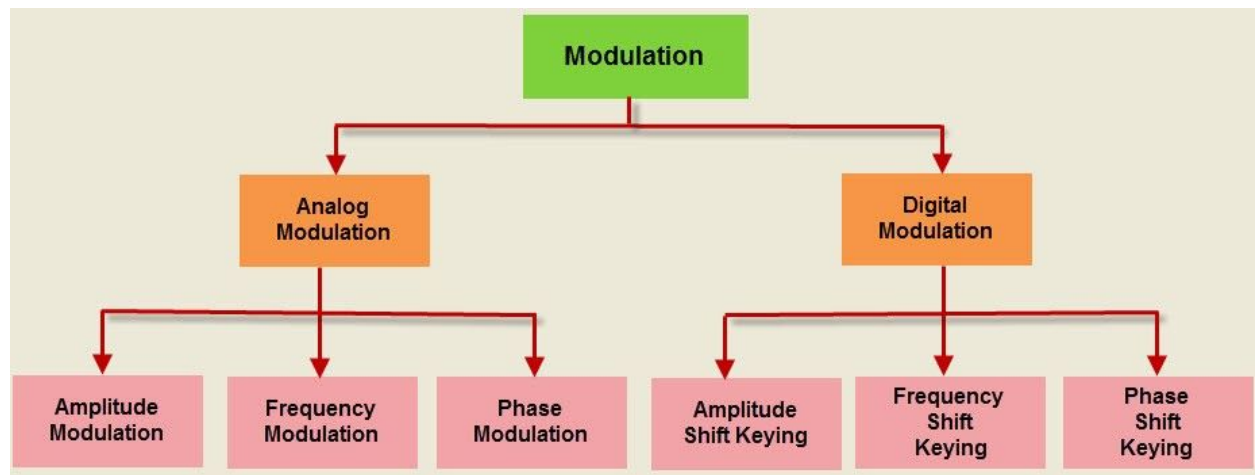 Modulation
Analog
Modulation
Digital
Modulation
Amplitude
Modulation
Frequency
Modulation
Phase
Modulation
Amplitude
Shift Keying
Frequency
Shift
Keying
Phase
Shift
Keying